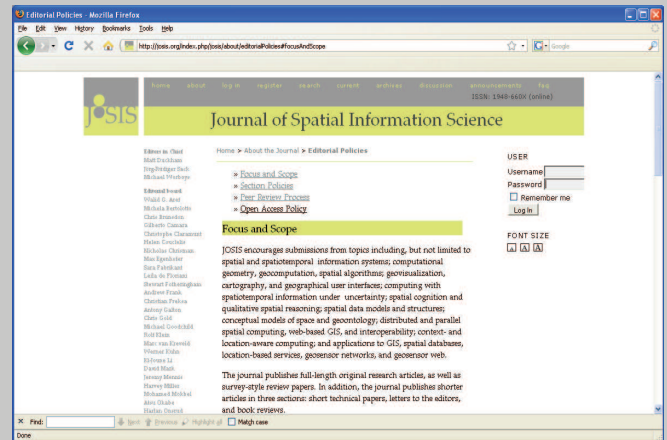 Editorial Policies - Mozilla Firefox
File Edit View History Bookmarks Tools Help
http://josis.org/index.php/josis/about/editorialPolicies#focusAndScope
Google
home about log in register search current archives discussion announcements faq
ISSN: 1948-660X (online)
JOSIS
Journal of Spatial Information Science
Home > About the Journal > Editorial Policies
» Focus and Scope
» Section Policies
» Peer Review Process
» Open Access Policy
Focus and Scope
JOSIS encourages submissions from topics including, but not limited to
spatial and spatiotemporal information systems; computational
geometry, geocomputation, spatial algorithms; geovisualization,
cartography, and geographical user interfaces; computing with
spatiotemporal information under uncertainty; spatial cognition and
qualitative spatial reasoning; spatial data models and structures;
conceptual models of space and geoontology; distributed and parallel
spatial computing, web-based GIS, and interoperability; context- and
location-aware computing; and applications to GIS, spatial databases,
location-based services, geosensor networks, and geosensor web.
The journal publishes full-length original research articles, as well as
survey-style review papers. In addition, the journal publishes shorter
articles in three sections: short technical papers, letters to the editors,
and book reviews.
Editors in Chief
Matt Duckham
Jörg-Rüdiger Sack
Michael Worboys
Editorial Board
Walid G. Aref
Michela Bertolotto
Chris Brunsdon
Gilberto Camara
Christophe Claramunt
Helen Couclelis
Nicholas Chrisman
Max Egenhofer
Sara Fabrikant
Leila de Floriani
Stewart Fotheringham
Andrew Frank
Christian Freksa
Antony Galton
Chris Gold
Michael Goodchild
Rolf Klein
Marc van Kreveld
Werner Kuhn
Ki-Joune Li
David Mark
Jeremy Mennis
Harvey Miller
Mohamed Mokbel
Atsu Okabe
Harlan Onsrud
USER
Username
Password
Remember me
Log In
FONT SIZE
A A A
Find:
Next Previous Highlight all Match case
Done